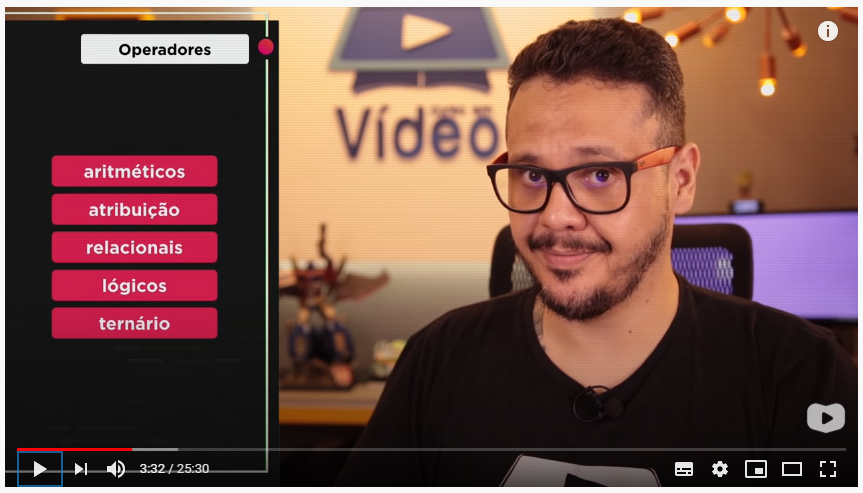 Operadores
aritméticos
atribuição
relacionais
lógicos
ternário
Vídeo
3:32 / 25:30